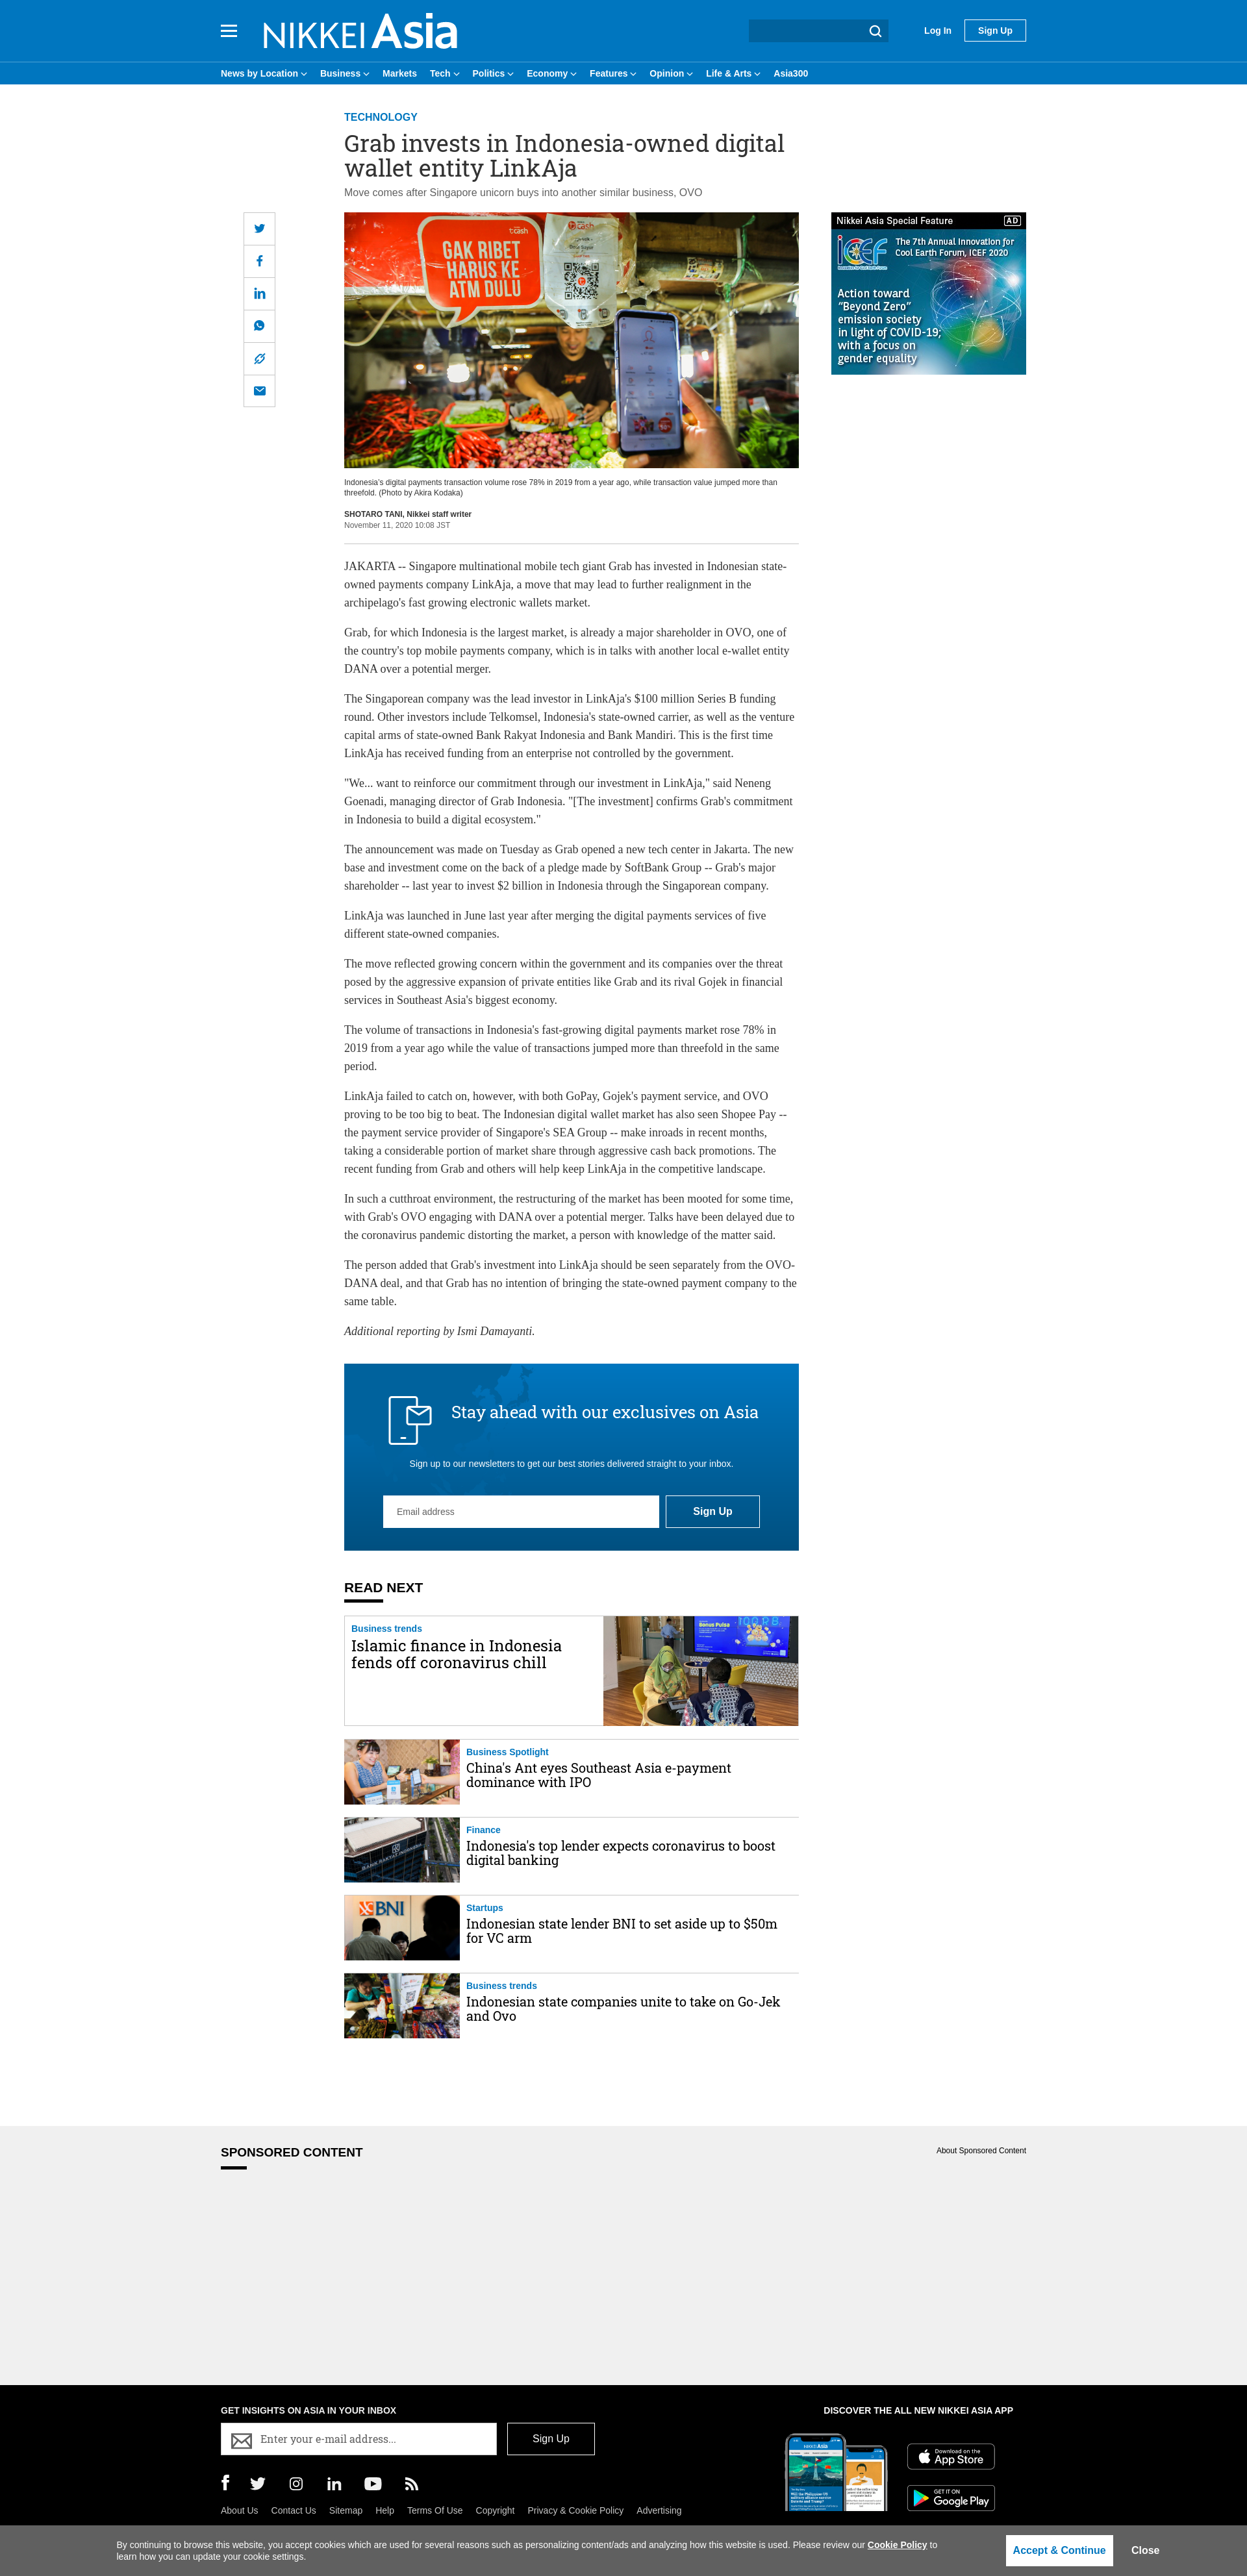 NIKKEI Asia
Log In
Sign Up
News by Location
Business
Markets
Tech
Politics
Economy
Features
Opinion
Life & Arts
Asia300
TECHNOLOGY
Grab invests in Indonesia-owned digital
wallet entity LinkAja
Move comes after Singapore unicorn buys into another similar business, OVO
GAK RIBET
HARUS KE
ATM DULU
Nikkei Asia Special Feature
AD
ICEF
The 7th Annual Innovation for
Cool Earth Forum, ICEF 2020
Action toward
"Beyond Zero"
emission society
in light of COVID-19;
with a focus on
gender equality
Indonesia's digital payments transaction volume rose 78% in 2019 from a year ago, while transaction value jumped more than
threefold. (Photo by Akira Kodaka)
SHOTARO TANI, Nikkei staff writer
November 11, 2020 10:08 JST
JAKARTA -- Singapore multinational mobile tech giant Grab has invested in Indonesian state-
owned payments company LinkAja, a move that may lead to further realignment in the
archipelago's fast growing electronic wallets market.
Grab, for which Indonesia is the largest market, is already a major shareholder in OVO, one of
the country's top mobile payments company, which is in talks with another local e-wallet entity
DANA over a potential merger.
The Singaporean company was the lead investor in LinkAja's $100 million Series B funding
round. Other investors include Telkomsel, Indonesia's state-owned carrier, as well as the venture
capital arms of state-owned Bank Rakyat Indonesia and Bank Mandiri. This is the first time
LinkAja has received funding from an enterprise not controlled by the government.
"We... want to reinforce our commitment through our investment in LinkAja," said Neneng
Goenadi, managing director of Grab Indonesia. "[The investment] confirms Grab's commitment
in Indonesia to build a digital ecosystem."
The announcement was made on Tuesday as Grab opened a new tech center in Jakarta. The new
base and investment come on the back of a pledge made by SoftBank Group -- Grab's major
shareholder -- last year to invest $2 billion in Indonesia through the Singaporean company.
LinkAja was launched in June last year after merging the digital payments services of five
different state-owned companies.
The move reflected growing concern within the government and its companies over the threat
posed by the aggressive expansion of private entities like Grab and its rival Gojek in financial
services in Southeast Asia's biggest economy.
The volume of transactions in Indonesia's fast-growing digital payments market rose 78% in
2019 from a year ago while the value of transactions jumped more than threefold in the same
period.
LinkAja failed to catch on, however, with both GoPay, Gojek's payment service, and OVO
proving to be too big to beat. The Indonesian digital wallet market has also seen Shopee Pay --
the payment service provider of Singapore's SEA Group -- make inroads in recent months,
taking a considerable portion of market share through aggressive cash back promotions. The
recent funding from Grab and others will help keep LinkAja in the competitive landscape.
In such a cutthroat environment, the restructuring of the market has been mooted for some time,
with Grab's OVO engaging with DANA over a potential merger. Talks have been delayed due to
the coronavirus pandemic distorting the market, a person with knowledge of the matter said.
The person added that Grab's investment into LinkAja should be seen separately from the OVO-
DANA deal, and that Grab has no intention of bringing the state-owned payment company to the
same table.
Additional reporting by Ismi Damayanti.
Stay ahead with our exclusives on Asia
Sign up to our newsletters to get our best stories delivered straight to your inbox.
Email address
Sign Up
READ NEXT
Business trends
Islamic finance in Indonesia
fends off coronavirus chill
Business Spotlight
China's Ant eyes Southeast Asia e-payment
dominance with IPO
Finance
Indonesia's top lender expects coronavirus to boost
digital banking
BNI
Startups
Indonesian state lender BNI to set aside up to $50m
for VC arm
Business trends
Indonesian state companies unite to take on Go-Jek
and Ovo
SPONSORED CONTENT
About Sponsored Content
GET INSIGHTS ON ASIA IN YOUR INBOX
Enter your e-mail address...
Sign Up
DISCOVER THE ALL NEW NIKKEI ASIA APP
Download on the
App Store
GET IT ON
Google Play
About Us
Contact Us
Sitemap
Help
Terms Of Use
Copyright
Privacy & Cookie Policy
Advertising
By continuing to browse this website, you accept cookies which are used for several reasons such as personalizing content/ads and analyzing how this website is used. Please review our Cookie Policy to
learn how you can update your cookie settings.
Accept & Continue
Close